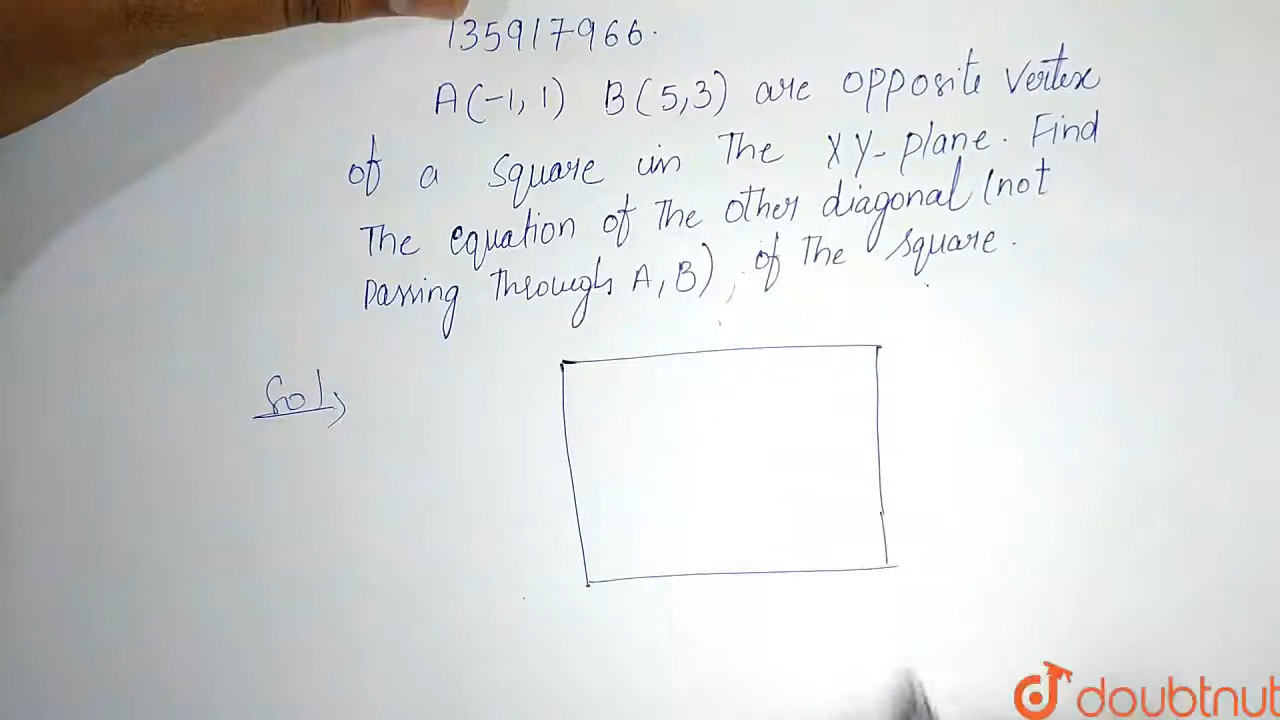 135917966.
A(-1, 1) B(5,3) are opposite vertex
of a square in the XY-plane. Find
The equation of the other diagonal (not
passing through A, B), of the square.
Sol,
doubtnut